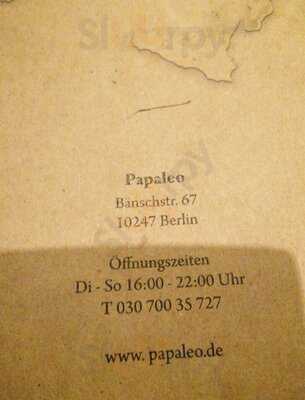 Papaleo
Bänschstr. 67
10247 Berlin
Öffnungszeiten
Di - So 16:00 - 22:00 Uhr
T 030 700 35 727
www.papaleo.de